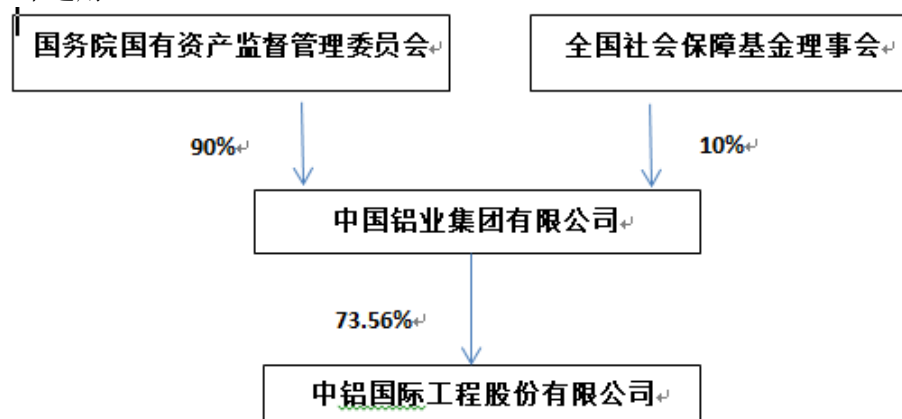 国务院国有资产监督管理委员会
全国社会保障基金理事会
90%
10%
中国铝业集团有限公司
73.56%
中铝国际工程股份有限公司